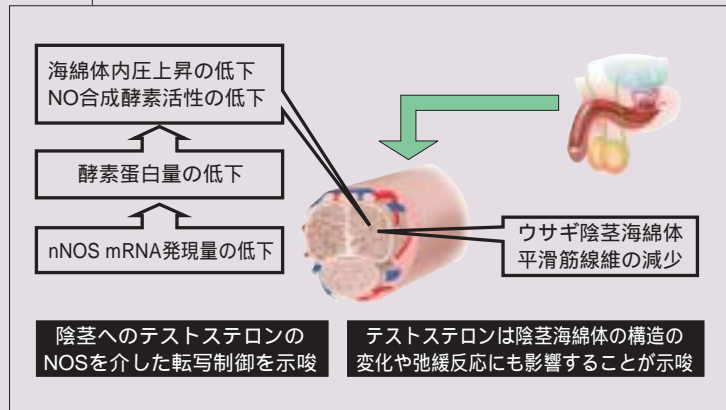 海綿体内圧上昇の低下
NO合成酵素活性の低下
酵素蛋白量の低下
nNOS mRNA発現量の低下
ウサギ陰茎海綿体
平滑筋線維の減少
陰茎へのテストステロンの
NOSを介した転写制御を示唆
テストステロンは陰茎海綿体の構造の
変化や弛緩反応にも影響することが示唆